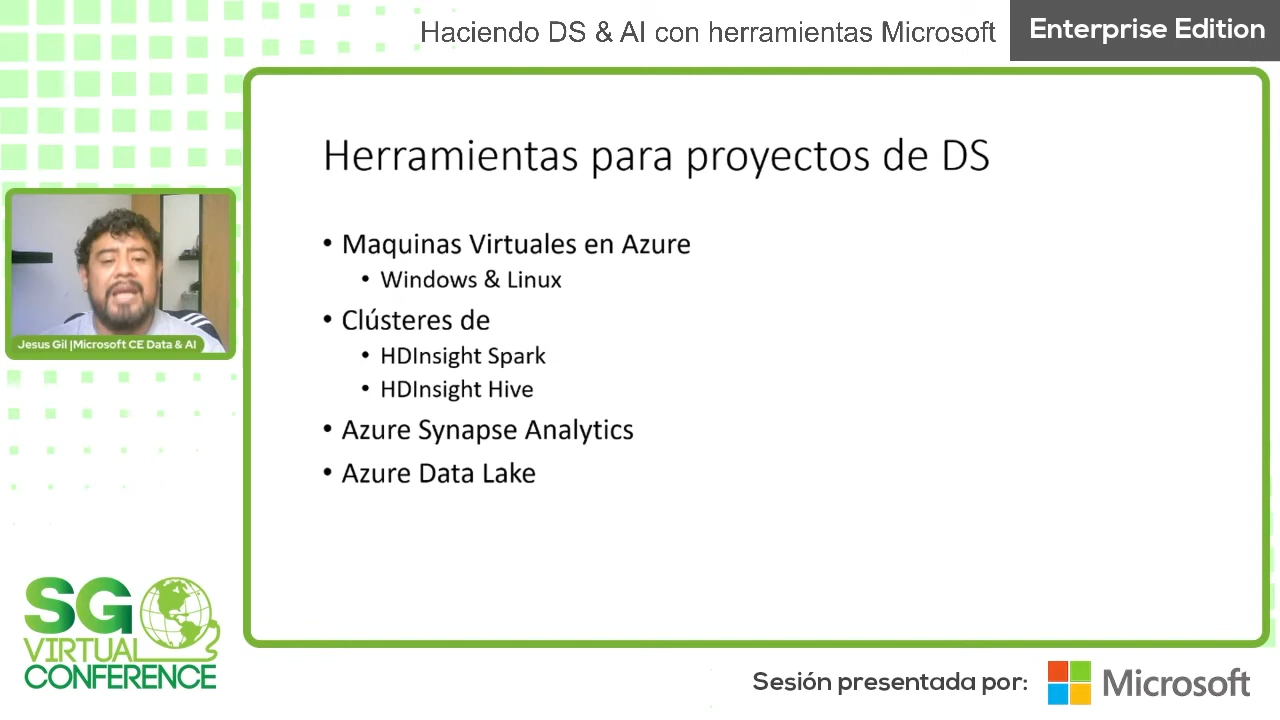 Haciendo DS & AI con herramientas Microsoft
Enterprise Edition
Herramientas para proyectos de DS
• Maquinas Virtuales en Azure
• Windows & Linux
• Clústeres de
• HDInsight Spark
• HDInsight Hive
• Azure Synapse Analytics
• Azure Data Lake
Jesus Gil |Microsoft CE Data & AI
SG
VIRTUAL
CONFERENCE
Sesión presentada por:
Microsoft